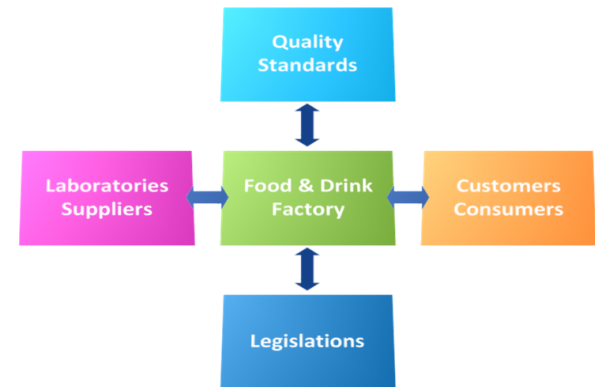 Quality
Standards
Laboratories
Suppliers
Food & Drink
Factory
Customers
Consumers
Legislations